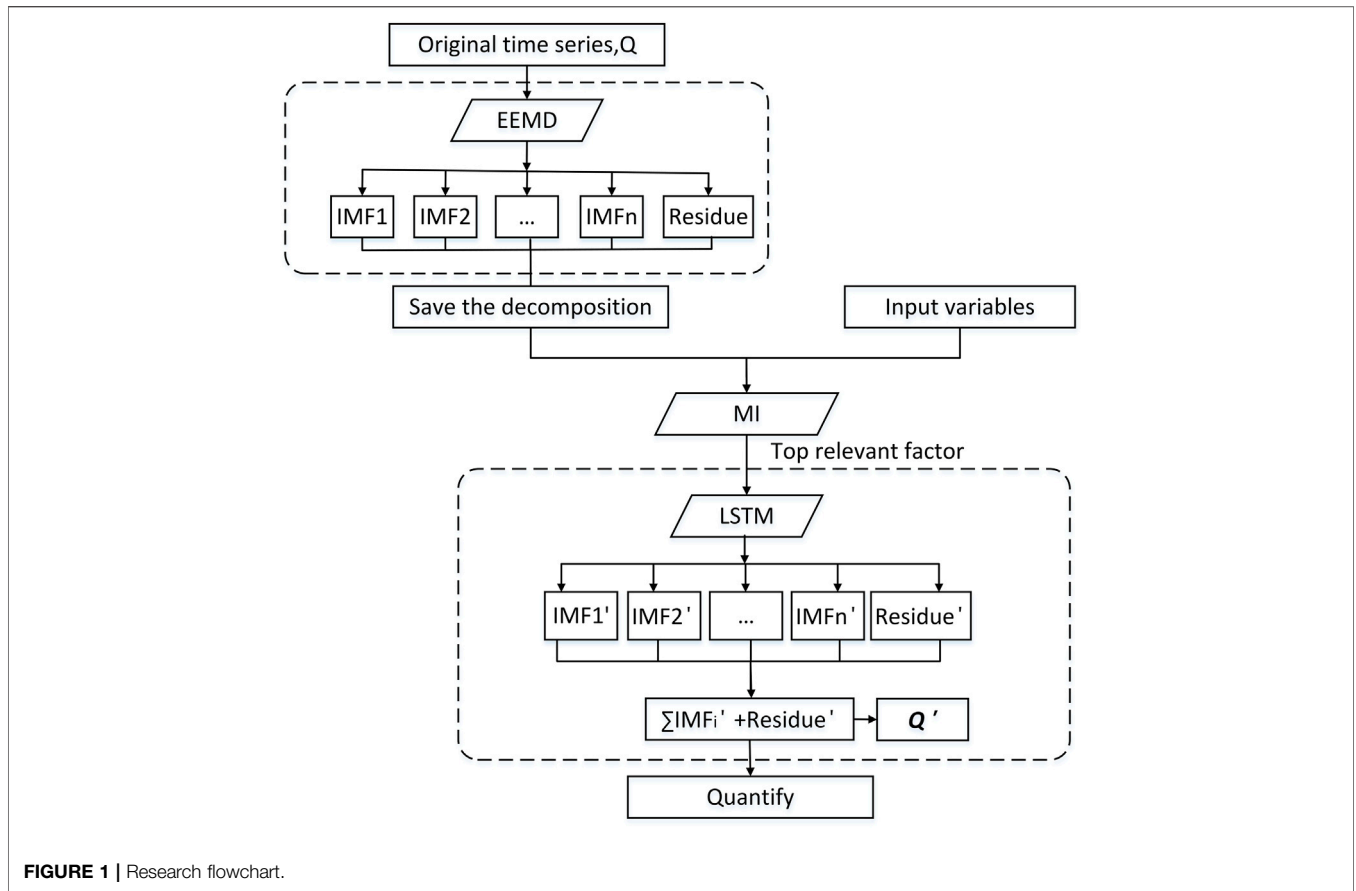 Original time series,Q
EEMD
IMF1
IMF2
...
IMFn
Residue
Save the decomposition
Input variables
MI
Top relevant factor
LSTM
IMF1'
IMF2'
...
IMFn'
Residue'
∑IMFi' +Residue'
Q'
Quantify
FIGURE 1 | Research flowchart.